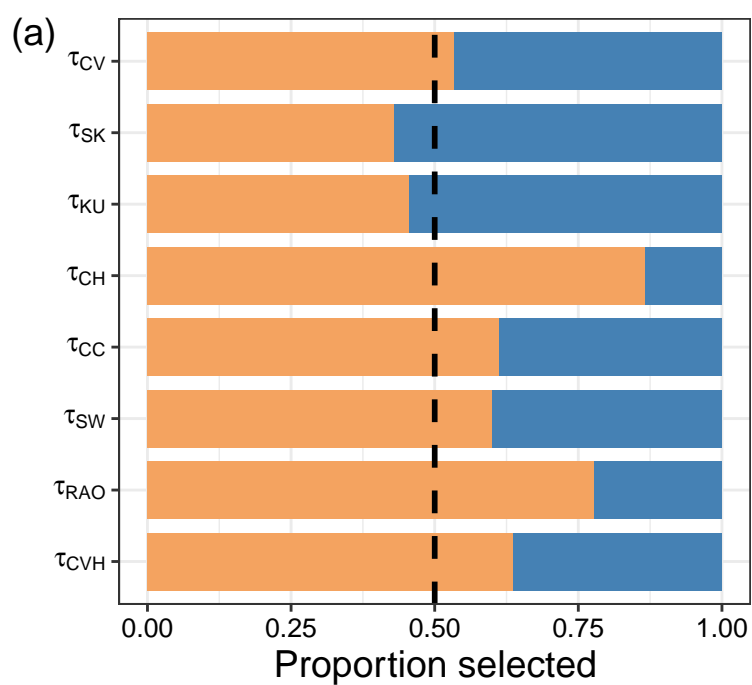 (a)
τCV
τSK
τKU
τCH
τCC
τSW
τRAO
τCVH
0.00 0.25 0.50 0.75 1.00
Proportion selected